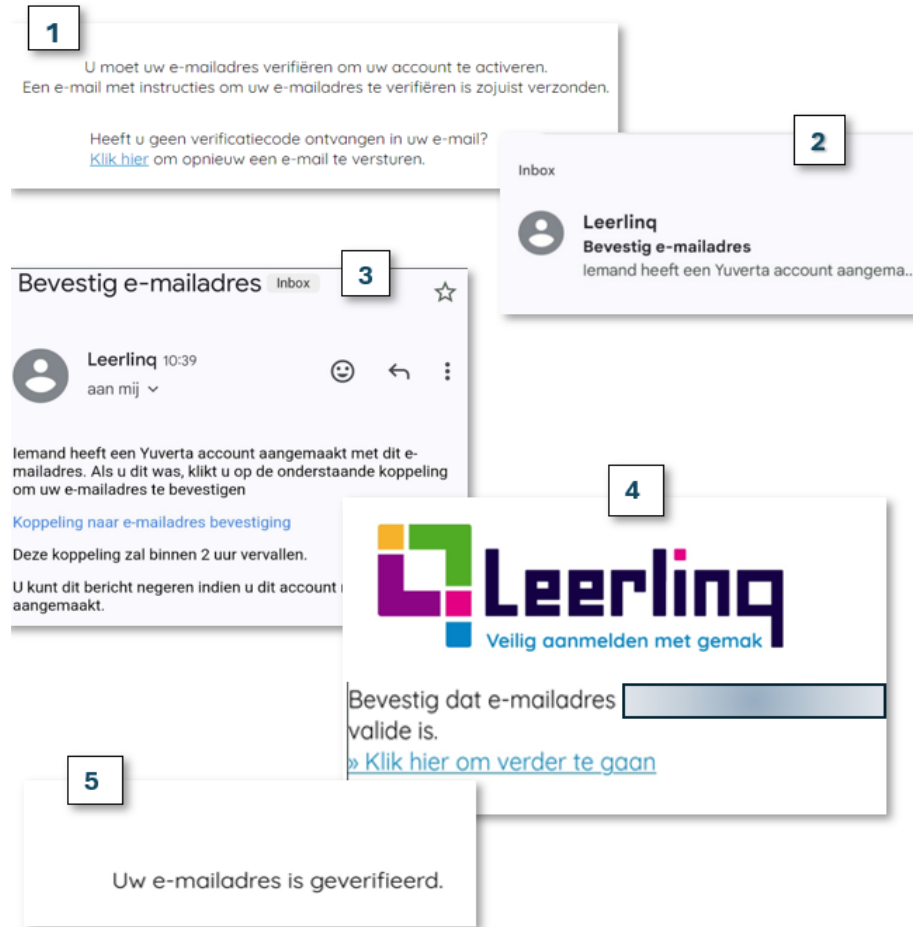 1
U moet uw e-mailadres verifiëren om uw account te activeren.
Een e-mail met instructies om uw e-mailadres te verifiëren is zojuist verzonden.
Heeft u geen verificatiecode ontvangen in uw e-mail?
Klik hier om opnieuw een e-mail te versturen.
2
Inbox
Leerlinq
Bevestig e-mailadres
Iemand heeft een Yuverta account aangema...
3
Bevestig e-mailadres Inbox
Leerlinq 10:39
aan mij
Iemand heeft een Yuverta account aangemaakt met dit e-
mailadres. Als u dit was, klikt u op de onderstaande koppeling
om uw e-mailadres te bevestigen
Koppeling naar e-mailadres bevestiging
Deze koppeling zal binnen 2 uur vervallen.
U kunt dit bericht negeren indien u dit account
aangemaakt.
4
Leerlinq
Veilig aanmelden met gemak
Bevestig dat e-mailadres
valide is.
» Klik hier om verder te gaan
5
Uw e-mailadres is geverifieerd.